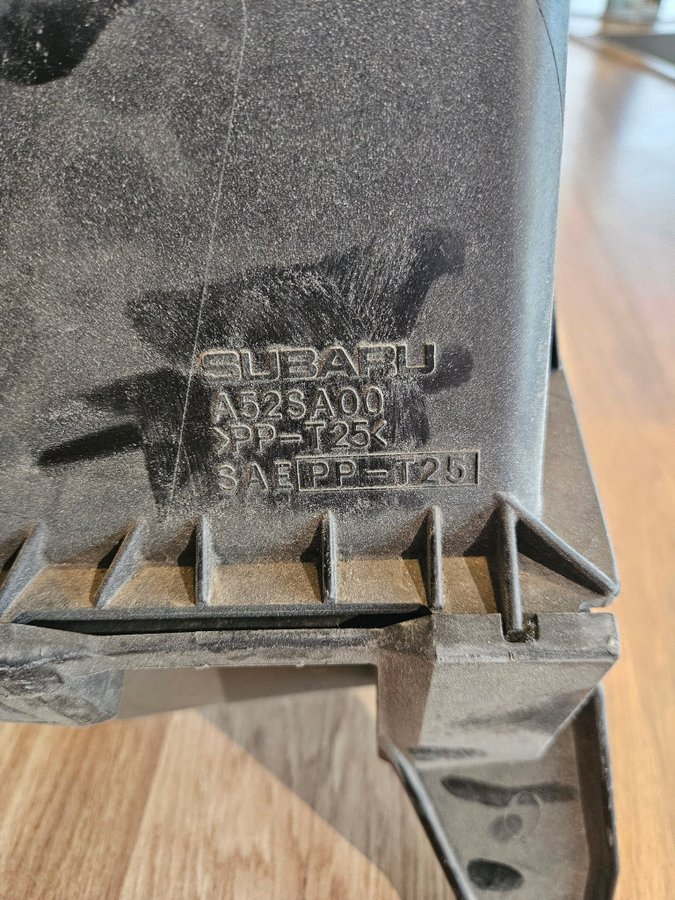 SUBARU
A52SA00
>PP-T25<
SAE PP-T25